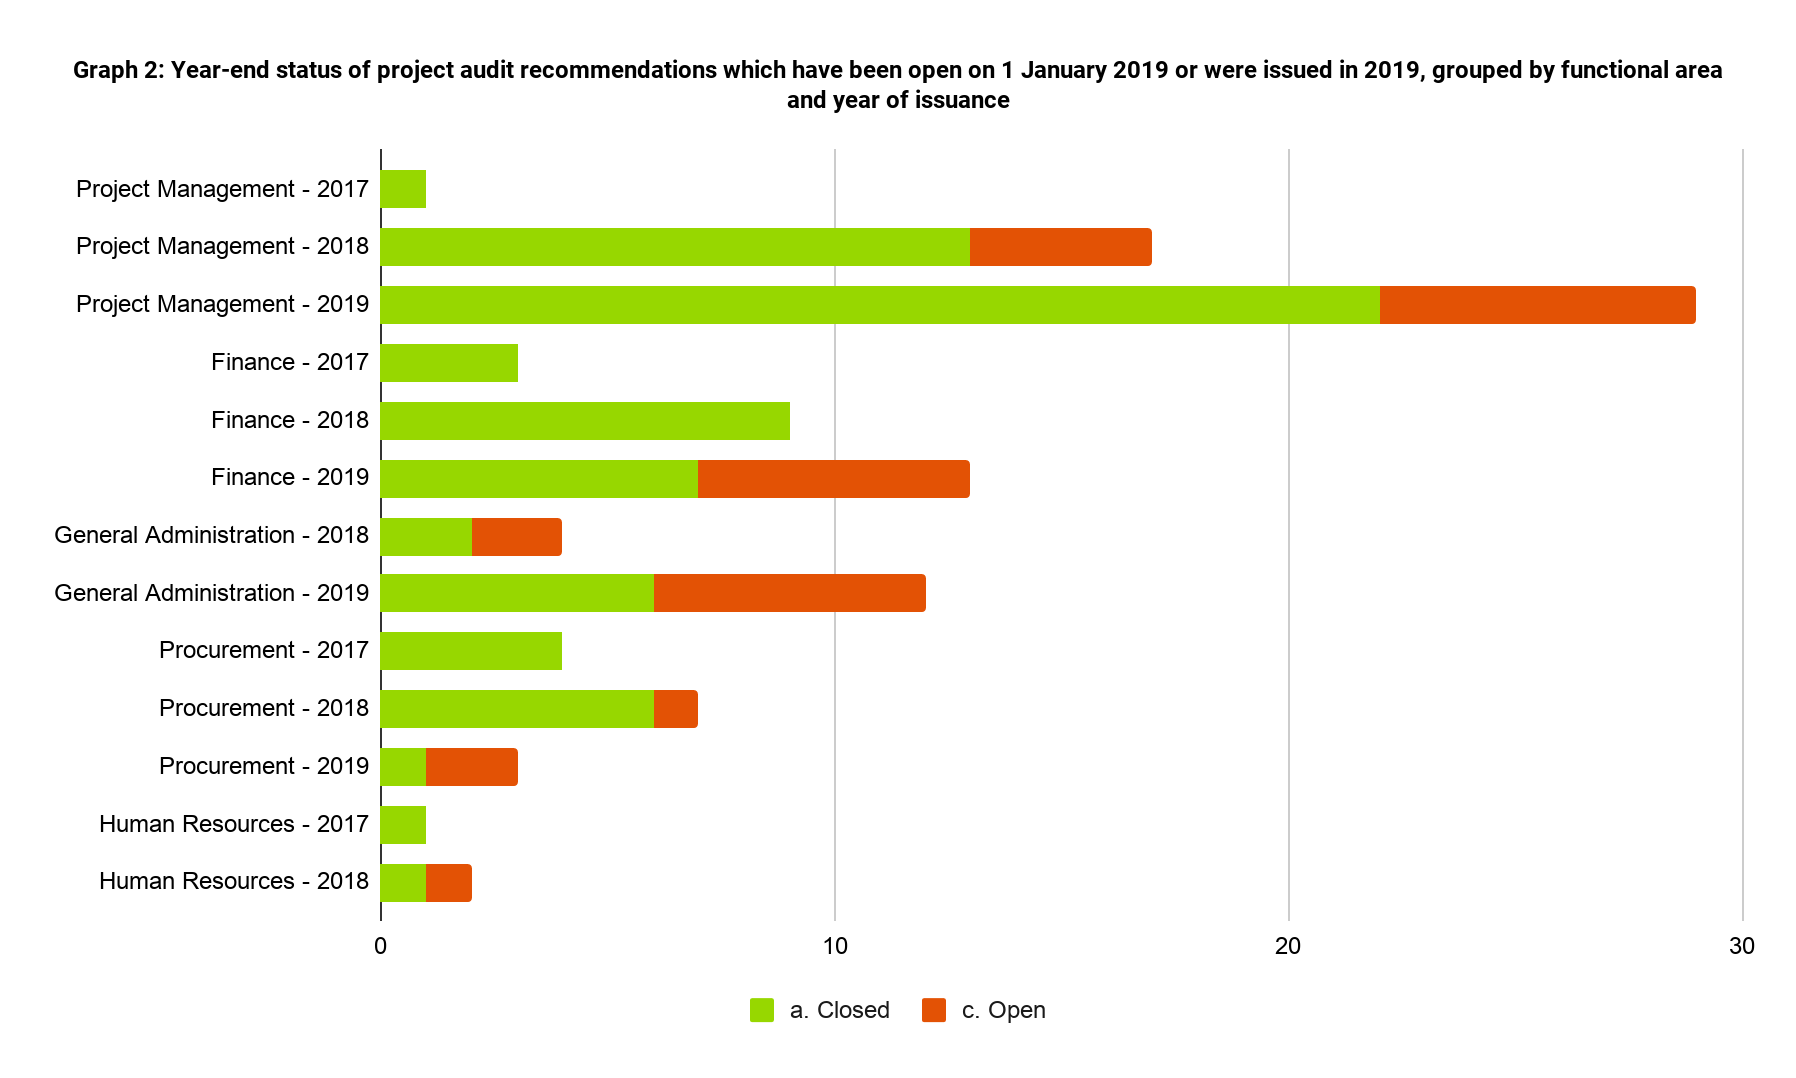 Graph 2: Year-end status of project audit recommendations which have been open on 1 January 2019 or were issued in 2019, grouped by functional area
and year of issuance
Project Management - 2017
Project Management - 2018
Project Management - 2019
Finance - 2017
Finance - 2018
Finance - 2019
General Administration - 2018
General Administration - 2019
Procurement - 2017
Procurement - 2018
Procurement - 2019
Human Resources - 2017
Human Resources - 2018
0 10 20 30
a. Closed c. Open